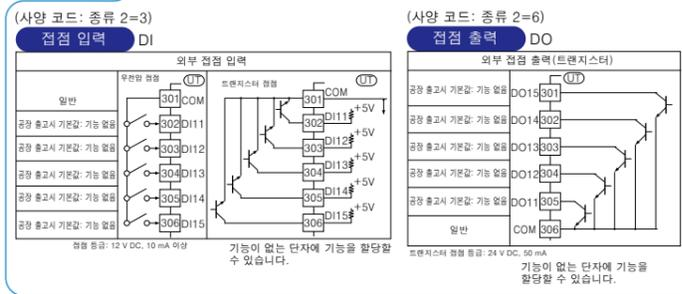 (사양 코드: 종류 2=3)
접점 입력 DI
외부 접점 입력
무전압 접점
UT
트랜지스터 접점
UT
일반
301 COM
301 COM
+5V
공장 출고시 기본값: 기능 없음
302 DI11
302 DI11
+5V
공장 출고시 기본값: 기능 없음
303 DI12
303 DI12
+5V
공장 출고시 기본값: 기능 없음
304 DI13
304 DI13
+5V
공장 출고시 기본값: 기능 없음
305 DI14
305 DI14
+5V
공장 출고시 기본값: 기능 없음
306 DI15
306 DI15
접점 등급: 12 V DC, 10 mA 이상
기능이 없는 단자에 기능을 할당할
수 있습니다.
(사양 코드: 종류 2=6)
접점 출력 DO
외부 접점 출력(트랜지스터)
UT
공장 출고시 기본값: 기능 없음
DO15 301
공장 출고시 기본값: 기능 없음
DO14 302
공장 출고시 기본값: 기능 없음
DO13 303
공장 출고시 기본값: 기능 없음
DO12 304
공장 출고시 기본값: 기능 없음
DO11 305
일반
COM 306
트랜지스터 접점 등급: 24 V DC, 50 mA
기능이 없는 단자에 기능을
할당할 수 있습니다.